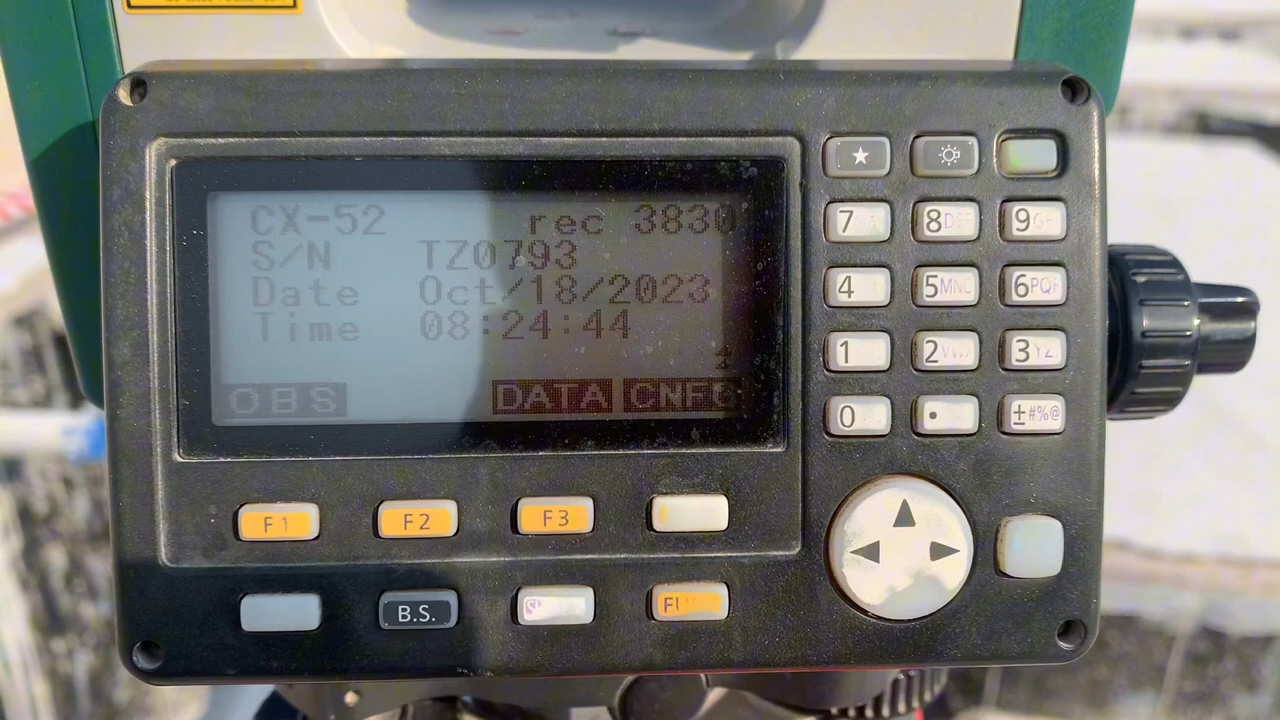 CX-52 rec 3830
S/N TZ0793
Date Oct/18/2023
Time 08:24:44
OBS DATA CNFG
7 8 9
4 5MNO 6PQR
1 2VWX 3YZ
0 . ±#%@
F1 F2 F3
B.S.